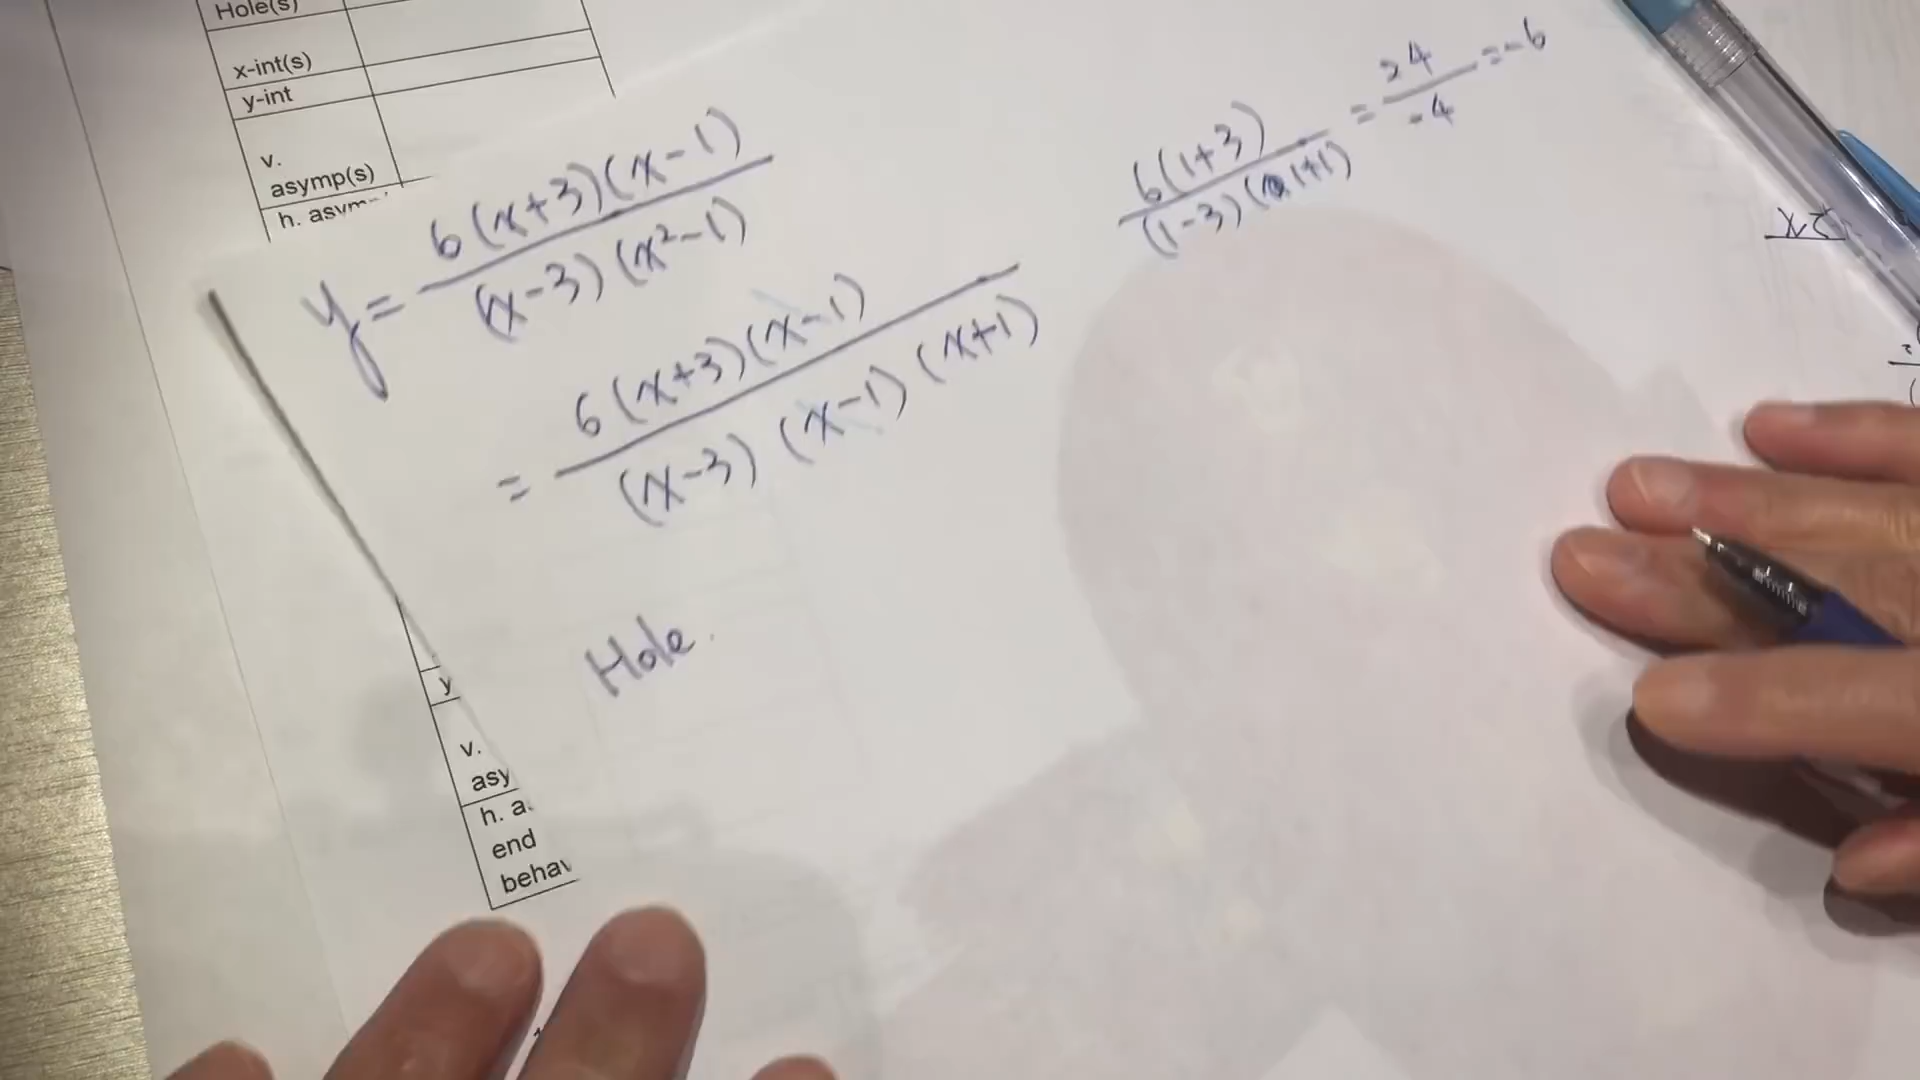 Hole(s)
x-int(s)
y-int
v.
asymp(s)
h. asym
y = 6(x+3)(x-1) / (x-3)(x²-1)
= 6(x+3)(x-1) / (x-3)(x-1)(x+1)
6(1+3) / (1-3)(1+1) = 24 / -4 = -6
Hole.
y
v.
asy
h. a
end
behav